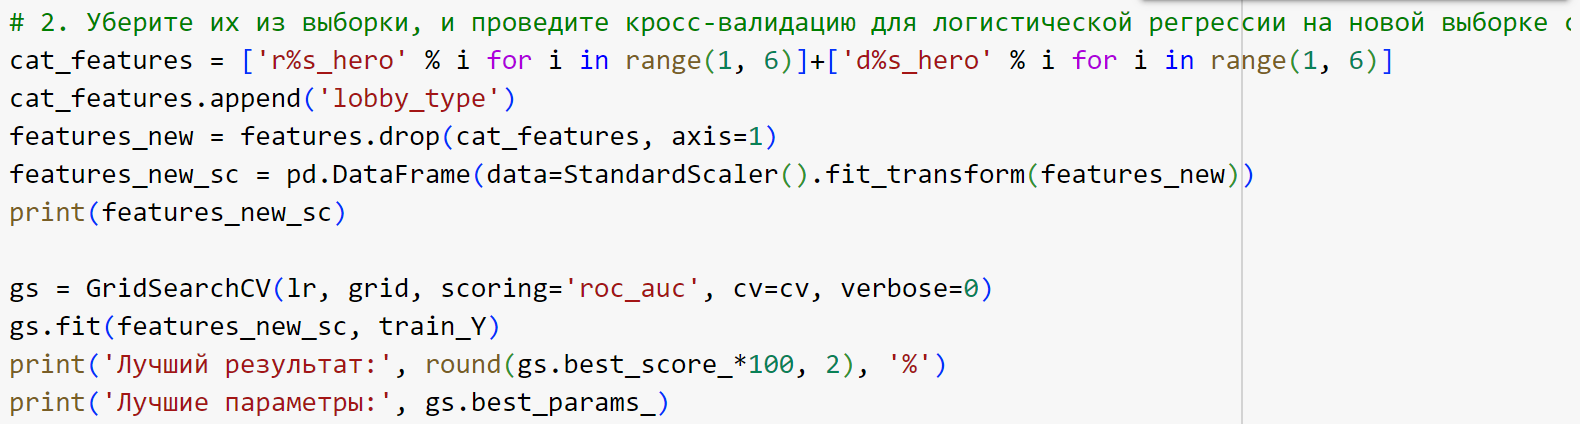 # 2. Уберите их из выборки, и проведите кросс-валидацию для логистической регрессии на новой выборке с
cat_features = ['r%s_hero' % i for i in range(1, 6)]+['d%s_hero' % i for i in range(1, 6)]
cat_features.append('lobby_type')
features_new = features.drop(cat_features, axis=1)
features_new_sc = pd.DataFrame(data=StandardScaler().fit_transform(features_new))
print(features_new_sc)
gs = GridSearchCV(lr, grid, scoring='roc_auc', cv=cv, verbose=0)
gs.fit(features_new_sc, train_Y)
print('Лучший результат:', round(gs.best_score_*100, 2), '%')
print('Лучшие параметры:', gs.best_params_)